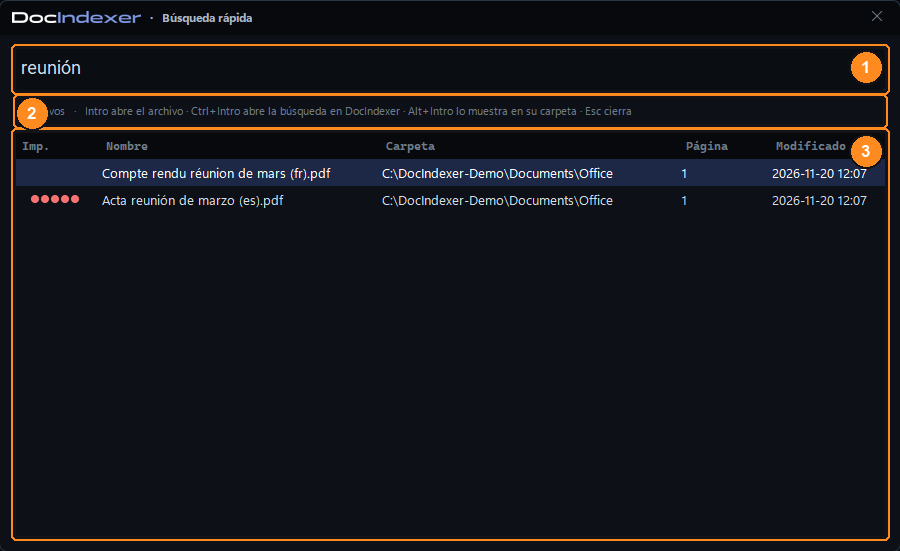 DocIndexer · Búsqueda rápida
reunión
1
2
· Intro abre el archivo · Ctrl+Intro abre la búsqueda en DocIndexer · Alt+Intro lo muestra en su carpeta · Esc cierra
3
Imp. Nombre Carpeta Página Modificado
Compte rendu réunion de mars (fr).pdf C:\DocIndexer-Demo\Documents\Office 1 2026-11-20 12:07
Acta reunión de marzo (es).pdf C:\DocIndexer-Demo\Documents\Office 1 2026-11-20 12:07